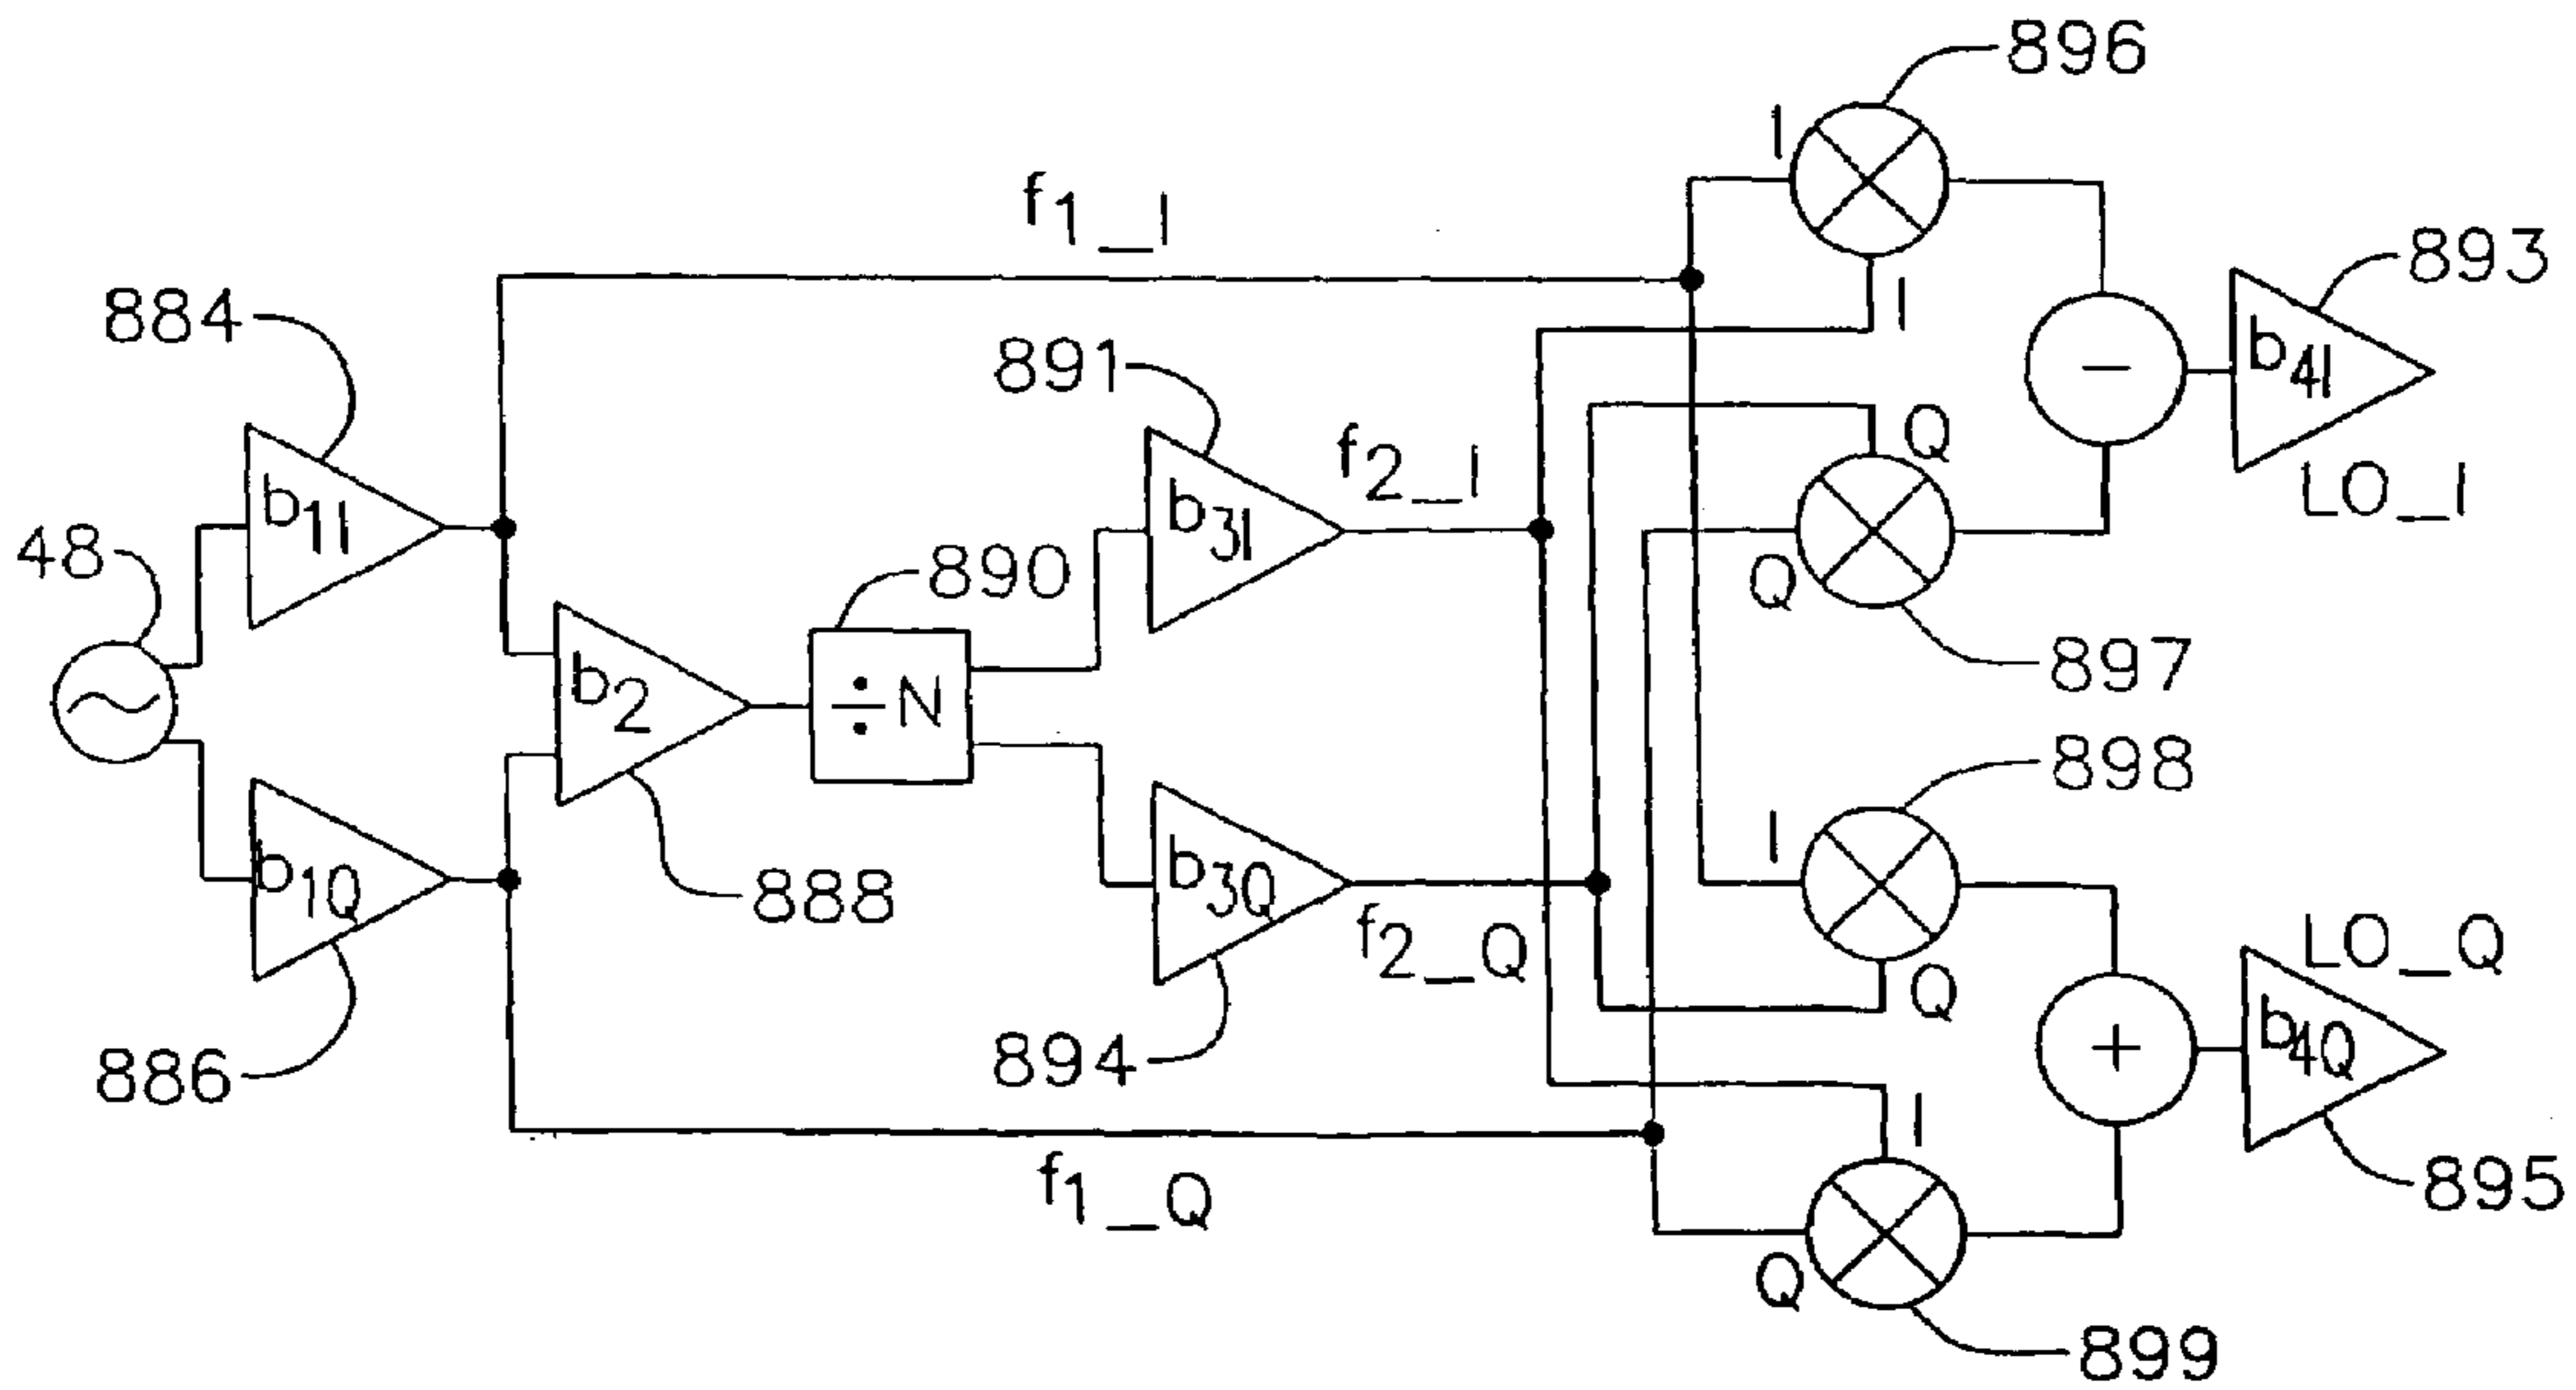 896
I
f1_I
893
884
I
b4I
891
Q
f2_I
LO_I
b1I
b3I
48
890
Q
b2
÷N
897
898
I
b1Q
888
b3Q
f2_Q
LO_Q
Q
b4Q
894
886
I
f1_Q
895
Q
899
−
+